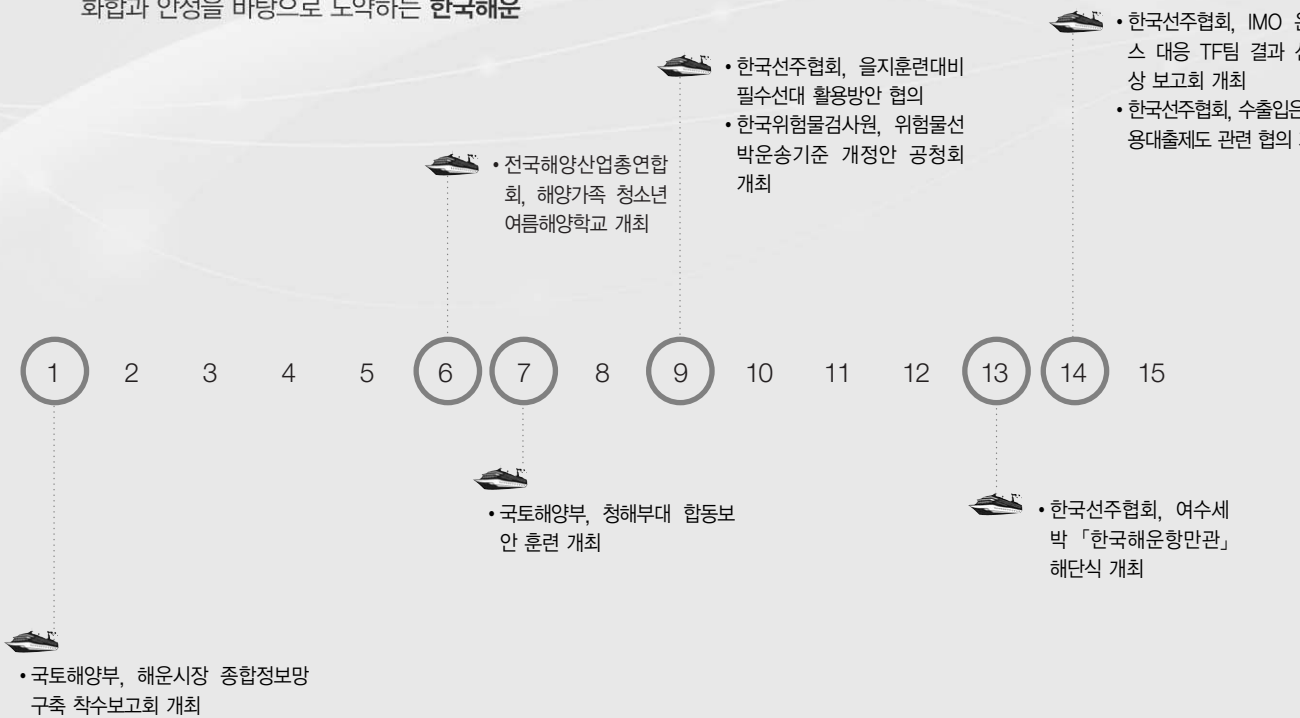 화합과 안정을 바탕으로 도약하는 한국해운
• 한국선주협회, IMO
스 대응 TF팀 결과
상 보고회 개최
• 한국선주협회, 수출입은
용대출제도 관련 협의
• 한국선주협회, 을지훈련대비
필수선대 활용방안 협의
• 한국위험물검사원, 위험물선
박운송기준 개정안 공청회
개최
• 전국해양산업총연합
회, 해양가족 청소년
여름해양학교 개최
1 2 3 4 5 6 7 8 9 10 11 12 13 14 15
• 국토해양부, 청해부대 합동보
안 훈련 개최
• 한국선주협회, 여수세
박 「한국해운항만관」
해단식 개최
• 국토해양부, 해운시장 종합정보망
구축 착수보고회 개최